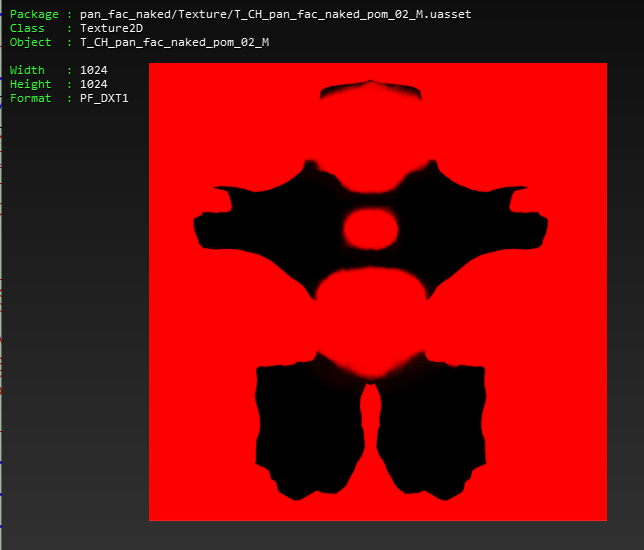 Package : pan_fac_naked/Texture/T_CH_pan_fac_naked_pom_02_M.uasset
Class : Texture2D
Object : T_CH_pan_fac_naked_pom_02_M
Width : 1024
Height : 1024
Format : PF_DXT1